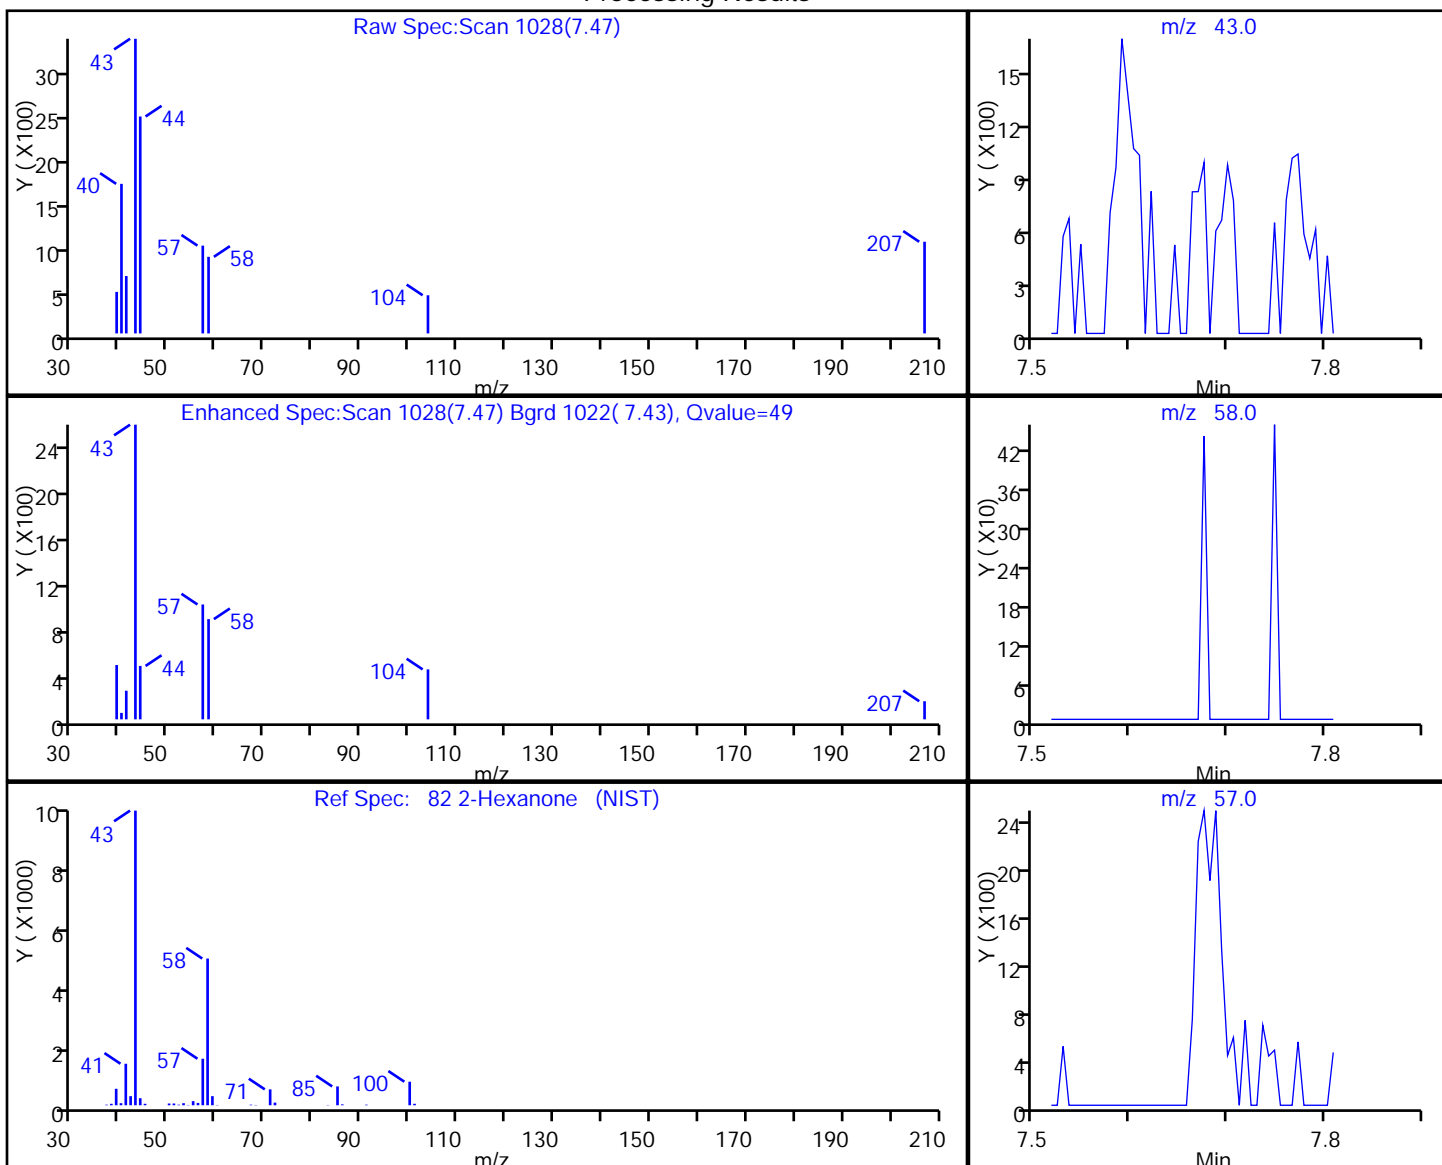 Processing Results
Raw Spec:Scan 1028(7.47)
Y ( X100)
30
25
20
15
10
5
0
43
44
40
57
58
104
207
30 50 70 90 110 130 150 170 190 210
m/z
m/z 43.0
Y ( X100)
15
12
9
6
3
0
7.5 7.8
Min
Enhanced Spec:Scan 1028(7.47) Bgrd 1022( 7.43), Qvalue=49
Y ( X100)
24
20
16
12
8
4
0
43
57
58
44
104
207
30 50 70 90 110 130 150 170 190 210
m/z
m/z 58.0
Y ( X10)
42
36
30
24
18
12
6
0
7.5 7.8
Min
Ref Spec: 82 2-Hexanone (NIST)
Y ( X1000)
10
8
6
4
2
0
43
58
41
57
71
85
100
30 50 70 90 110 130 150 170 190 210
m/z
m/z 57.0
Y ( X100)
24
20
16
12
8
4
0
7.5 7.8
Min